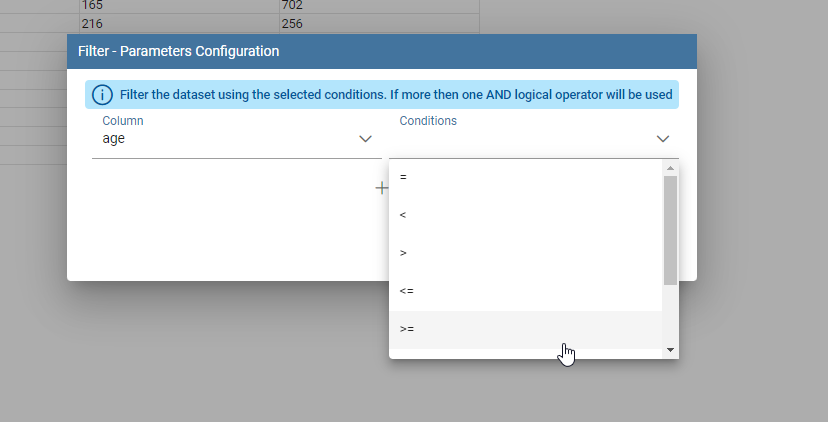 165 702
216 256
Filter - Parameters Configuration
Filter the dataset using the selected conditions. If more then one AND logical operator will be used
Column Conditions
age
=
<
>
<=
>=